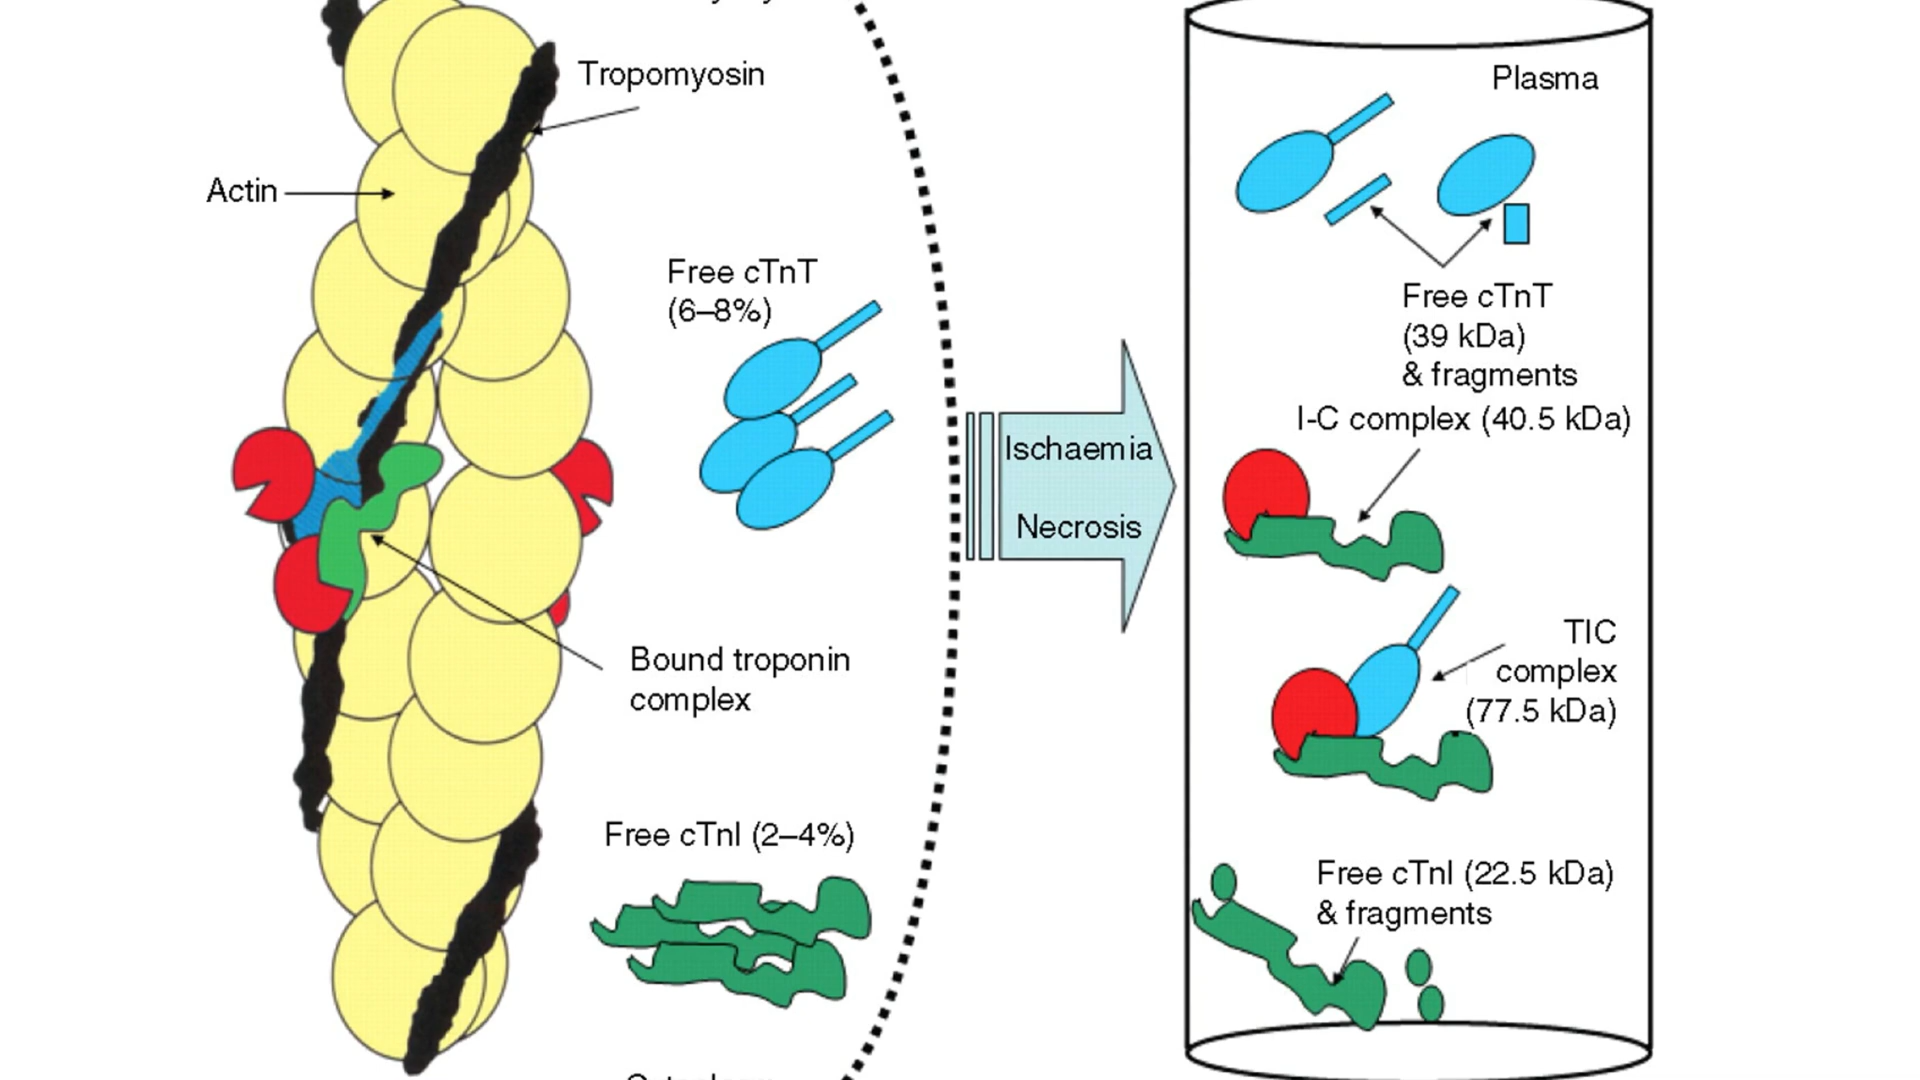 Tropomyosin
Actin
Free cTnT
(6–8%)
Bound troponin
complex
Free cTnI (2–4%)
Ischaemia
Necrosis
Plasma
Free cTnT
(39 kDa)
& fragments
I-C complex (40.5 kDa)
TIC
complex
(77.5 kDa)
Free cTnI (22.5 kDa)
& fragments